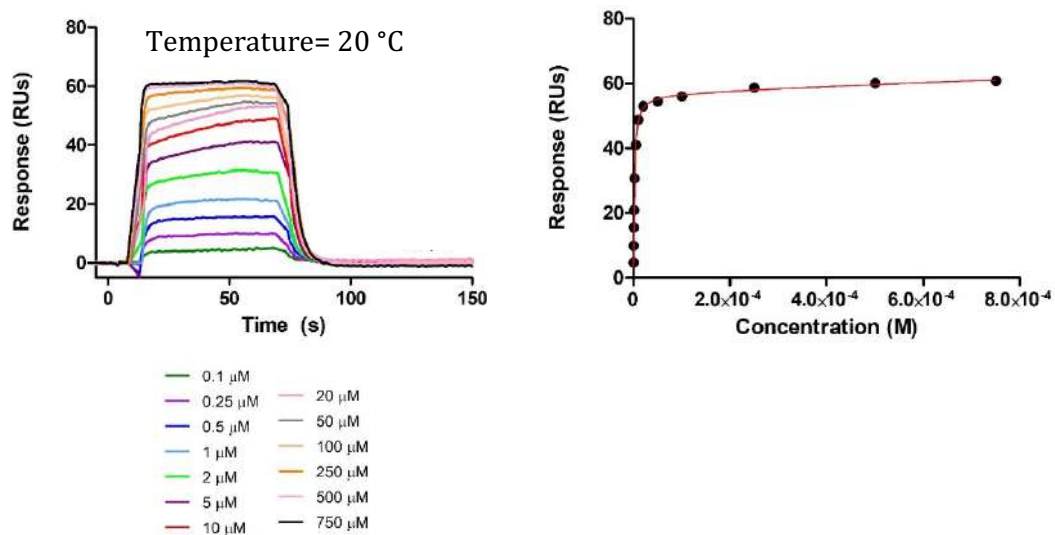 Temperature= 20 °C
Response (RUs)
80
60
40
20
0
0
50
100
150
Time (s)
Response (RUs)
80
60
40
20
0
0
2.0×10-4
4.0×10-4
6.0×10-4
8.0×10-4
Concentration (M)
0.1 μM
0.25 μM
0.5 μM
1 μM
2 μM
5 μM
10 μM
20 μM
50 μM
100 μM
250 μM
500 μM
750 μM